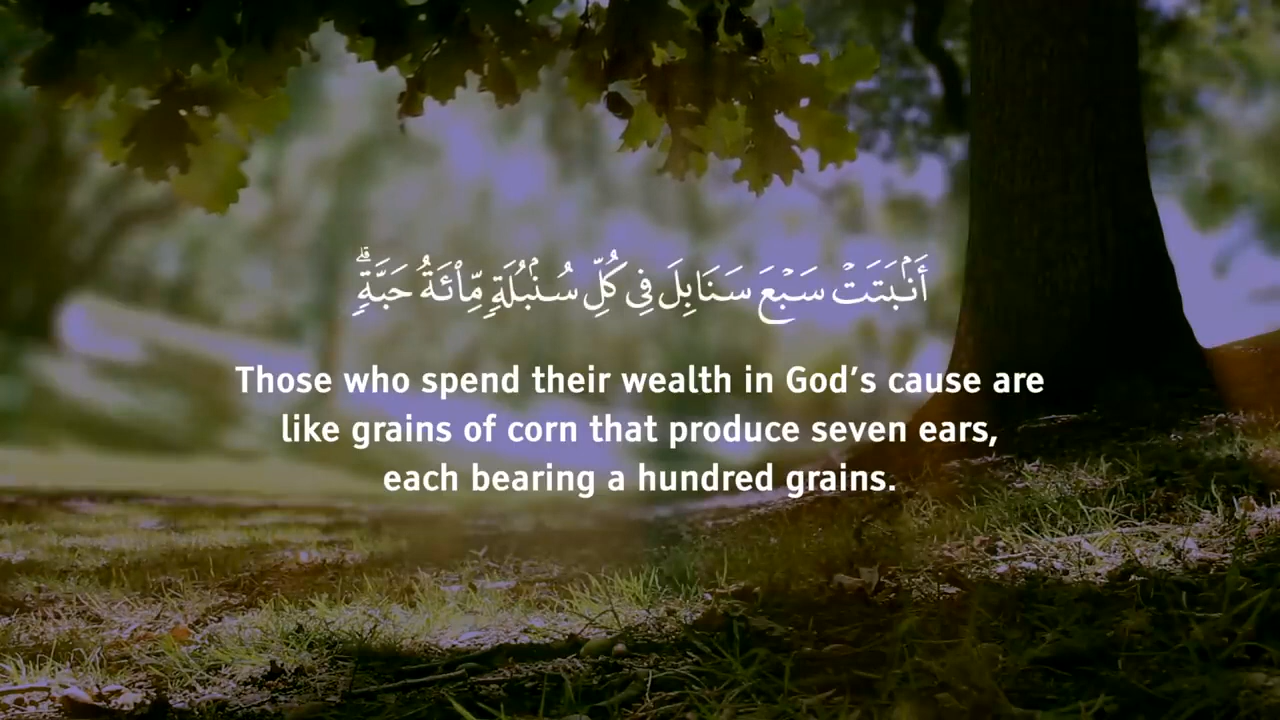 أَنۢبَتَتْ سَبْعَ سَنَابِلَ فِى كُلِّ سُنۢبُلَةٍ مِّا۟ئَةُ حَبَّةٍ ۗ
Those who spend their wealth in God’s cause are
like grains of corn that produce seven ears,
each bearing a hundred grains.